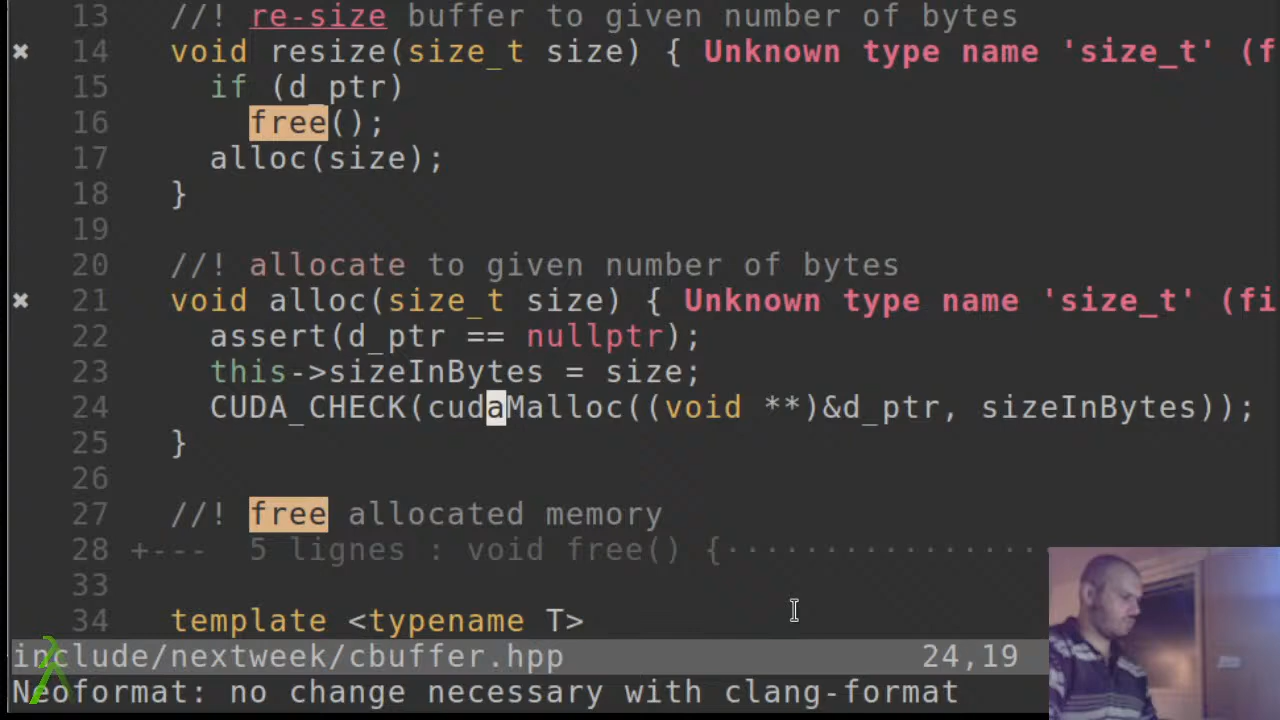 13 //! re-size buffer to given number of bytes
✖ 14 void resize(size_t size) { Unknown type name 'size_t' (f
15 if (d_ptr)
16 free();
17 alloc(size);
18 }
19
20 //! allocate to given number of bytes
✖ 21 void alloc(size_t size) { Unknown type name 'size_t' (fi
22 assert(d_ptr == nullptr);
23 this->sizeInBytes = size;
24 CUDA_CHECK(cudaMalloc((void **)&d_ptr, sizeInBytes));
25 }
26
27 //! free allocated memory
28 +--- 5 lignes : void free() {·················
33
34 template <typename T>
include/nextweek/cbuffer.hpp 24,19
Neoformat: no change necessary with clang-format